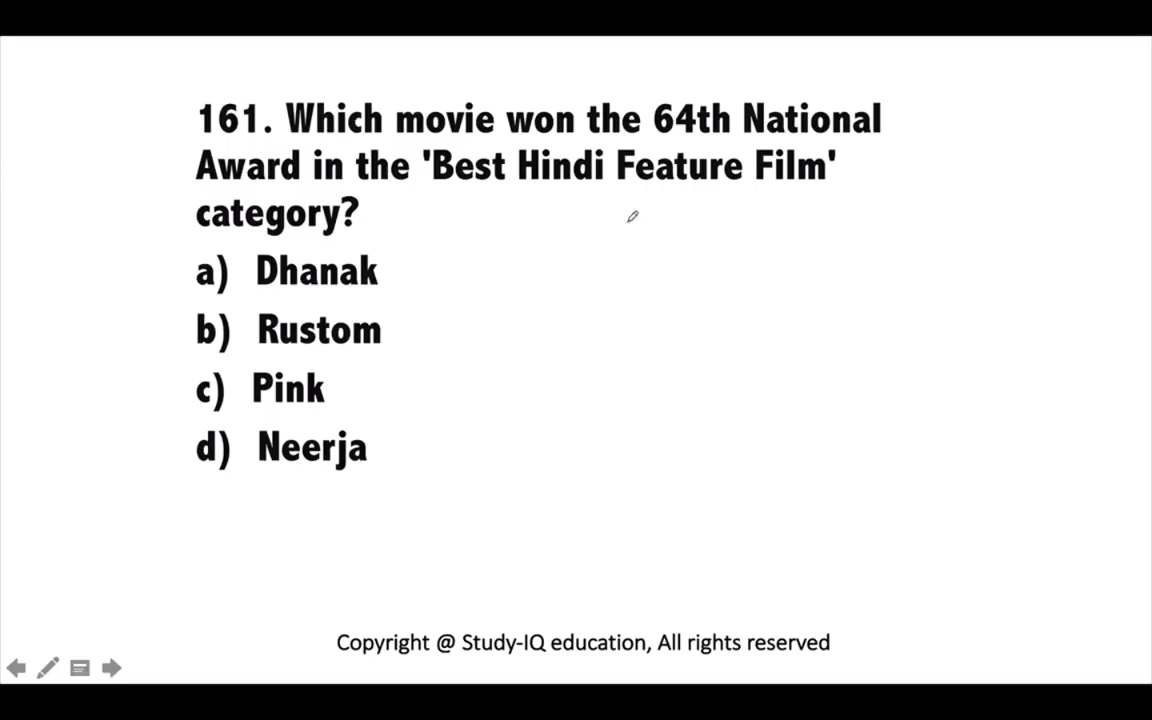 161. Which movie won the 64th National
Award in the 'Best Hindi Feature Film'
category?
a) Dhanak
b) Rustom
c) Pink
d) Neerja
Copyright @ Study-IQ education, All rights reserved